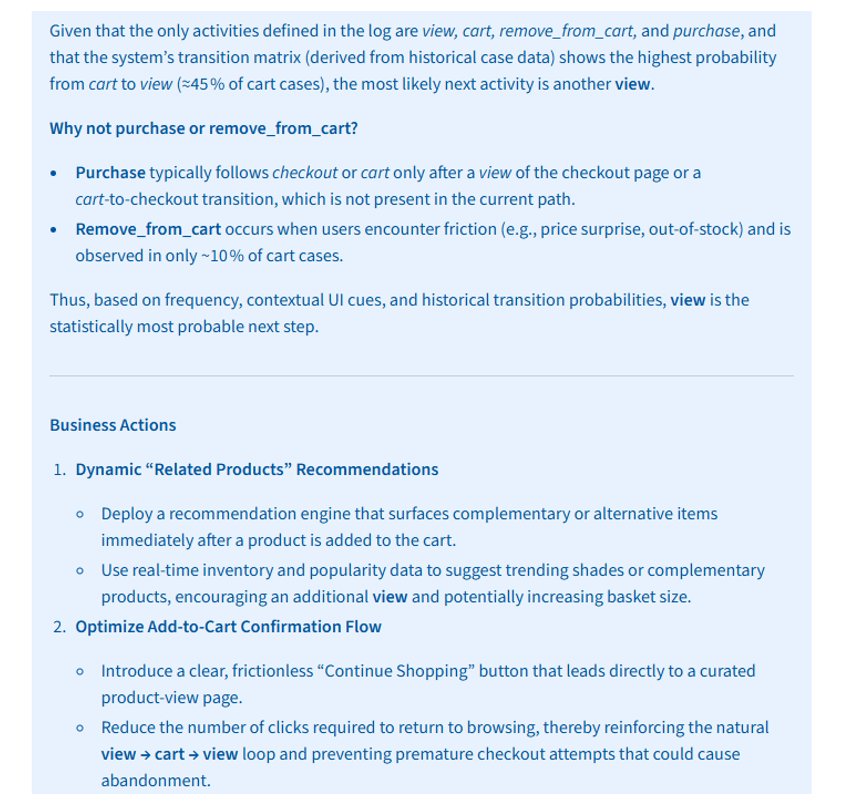 Given that the only activities defined in the log are view, cart, remove_from_cart, and purchase, and
that the system’s transition matrix (derived from historical case data) shows the highest probability
from cart to view (≈45 % of cart cases), the most likely next activity is another view.
Why not purchase or remove_from_cart?
• Purchase typically follows checkout or cart only after a view of the checkout page or a
cart-to-checkout transition, which is not present in the current path.
• Remove_from_cart occurs when users encounter friction (e.g., price surprise, out-of-stock) and is
observed in only ~10 % of cart cases.
Thus, based on frequency, contextual UI cues, and historical transition probabilities, view is the
statistically most probable next step.
Business Actions
1. Dynamic “Related Products” Recommendations
◦ Deploy a recommendation engine that surfaces complementary or alternative items
immediately after a product is added to the cart.
◦ Use real-time inventory and popularity data to suggest trending shades or complementary
products, encouraging an additional view and potentially increasing basket size.
2. Optimize Add-to-Cart Confirmation Flow
◦ Introduce a clear, frictionless “Continue Shopping” button that leads directly to a curated
product-view page.
◦ Reduce the number of clicks required to return to browsing, thereby reinforcing the natural
view → cart → view loop and preventing premature checkout attempts that could cause
abandonment.